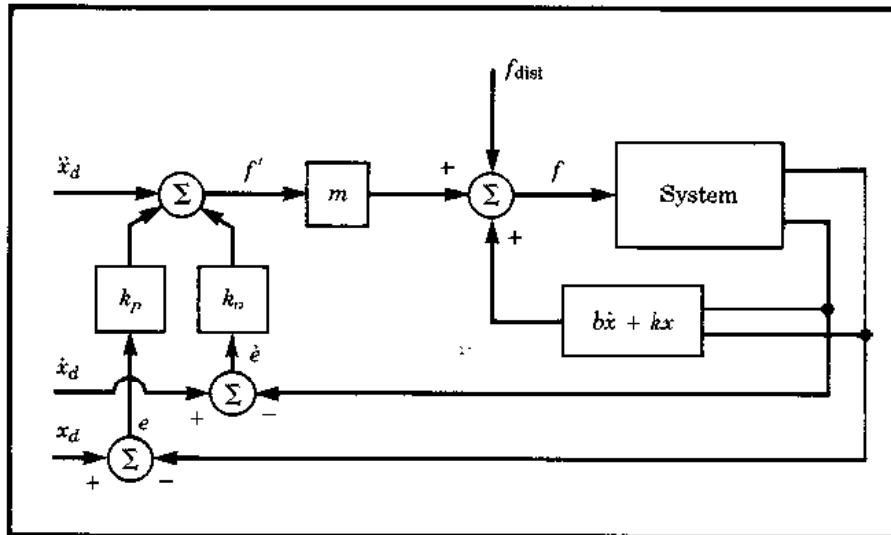 f_dist
ẍ_d
f′
m
+
f
Σ
Σ
System
+
k_p
k_v
bẋ + kx
ẋ_d
ė
Σ
+
−
x_d
e
Σ
+
−